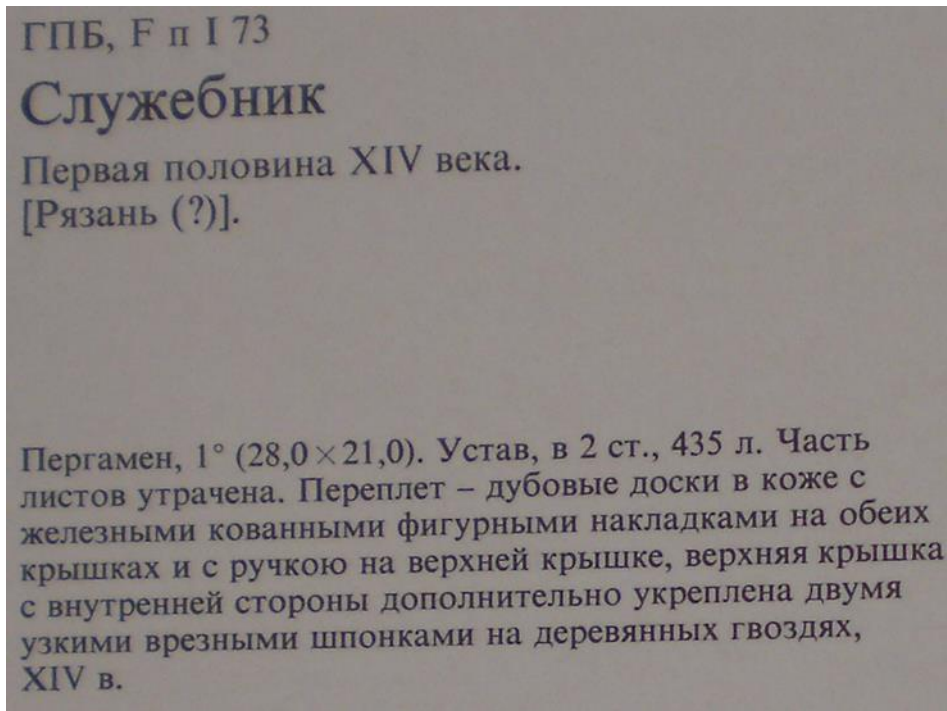 ГПБ, F п I 73
Служебник
Первая половина XIV века.
[Рязань (?)].
Пергамен, 1° (28,0×21,0). Устав, в 2 ст., 435 л. Часть
листов утрачена. Переплет – дубовые доски в коже с
железными кованными фигурными накладками на обеих
крышках и с ручкою на верхней крышке, верхняя крышка
с внутренней стороны дополнительно укреплена двумя
узкими врезными шпонками на деревянных гвоздях,
XIV в.